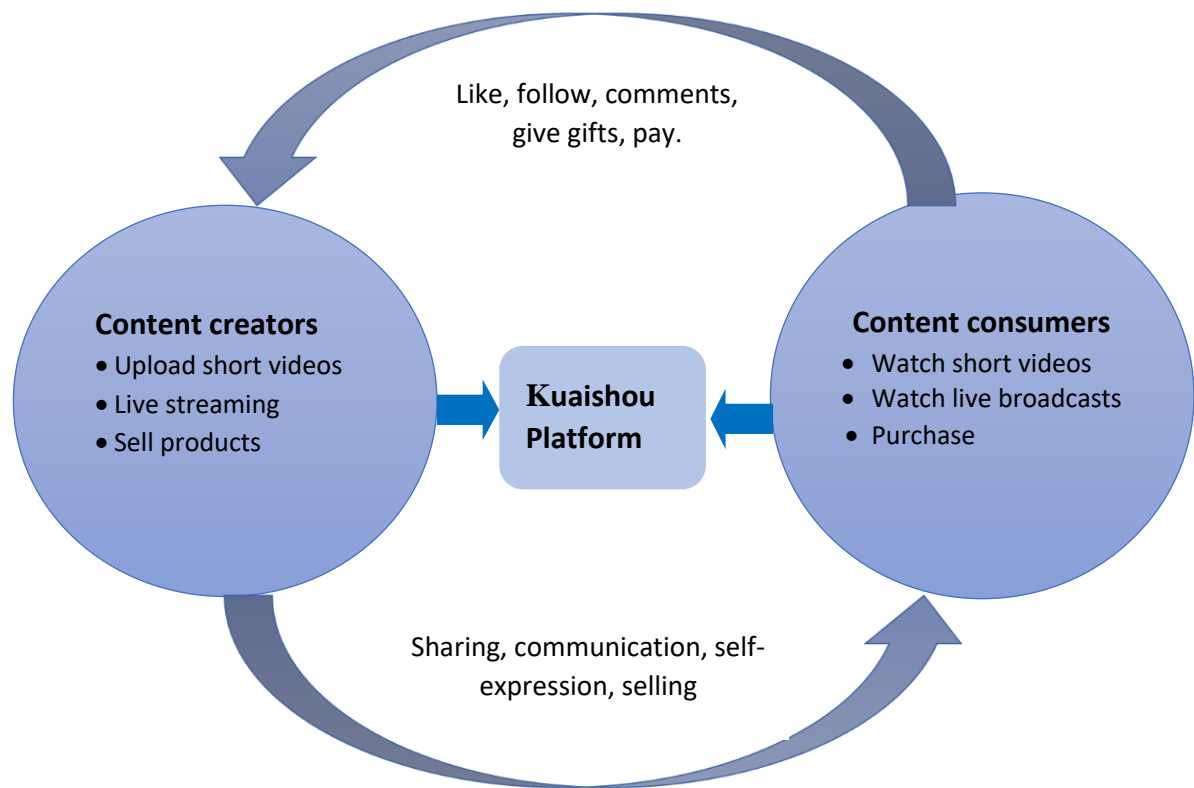 Like, follow, comments,
give gifts, pay.
Content creators
• Upload short videos
• Live streaming
• Sell products
Kuaishou
Platform
Content consumers
• Watch short videos
• Watch live broadcasts
• Purchase
Sharing, communication, self-
expression, selling